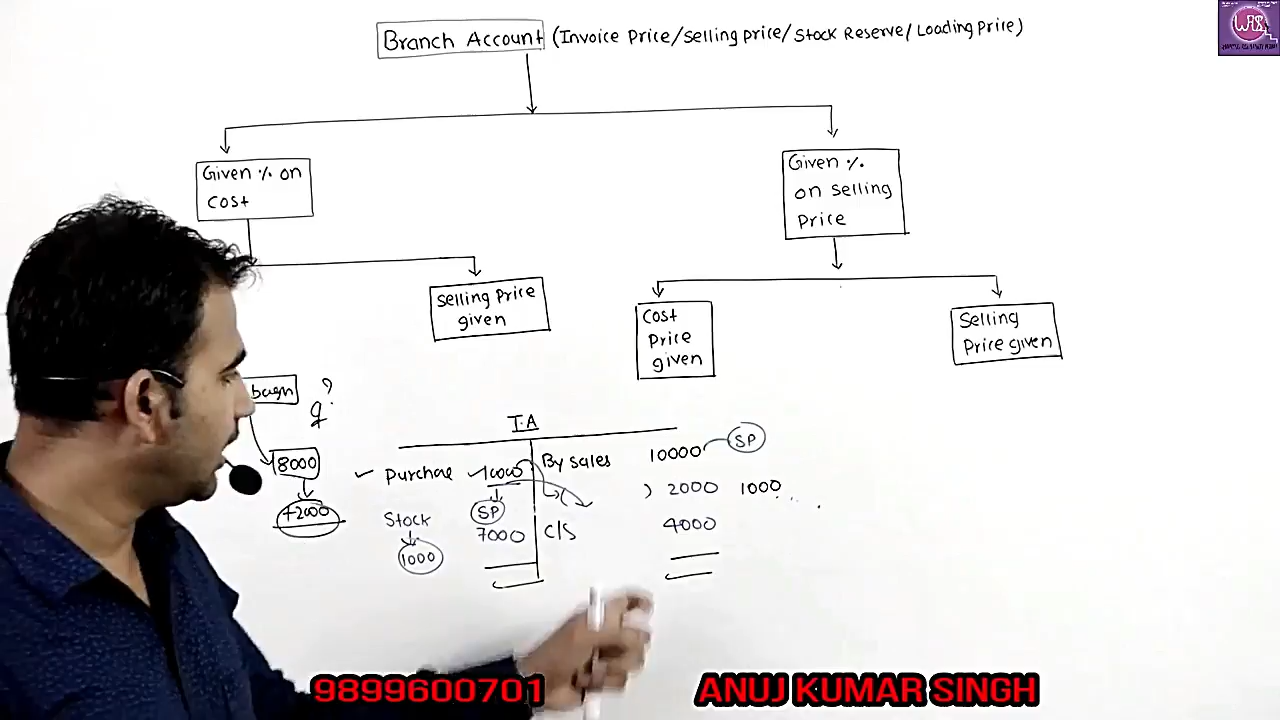 Branch Account (Invoice Price/Selling Price/Stock Reserve/Loading Price)
Given % on
Cost
Given %
on Selling
Price
Selling Price
given
Cost
Price
given
Selling
Price given
?
T.A
8000
+2000
Purchase 10000
By Sales 10000 SP
2000 1000
Stock SP
1000
7000
C/S 4000
9899600701 ANUJ KUMAR SINGH